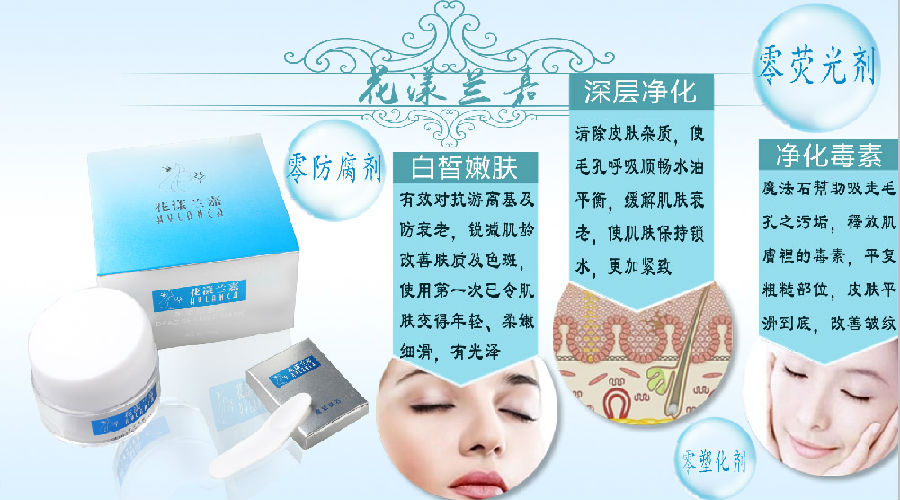 花漾兰嘉
零荧光剂
零防腐剂
深层净化
清除皮肤杂质，使
毛孔呼吸顺畅水油
平衡，缓解肌肤衰
老，使肌肤保持锁
水，更加紧致
白皙嫩肤
有效对抗游离基及
防衰老，锐减肌龄
改善肤质及色斑，
使用第一次已令肌
肤变得年轻、柔嫩
细滑，有光泽
净化毒素
魔法石幫助吸走毛
孔之污垢，釋放肌
膚裡的毒素，平复
粗糙部位，皮肤平
滑到底，改善皱纹
零塑化剂
花漾兰嘉
HYLANCA
花漾兰嘉
HYLANCA